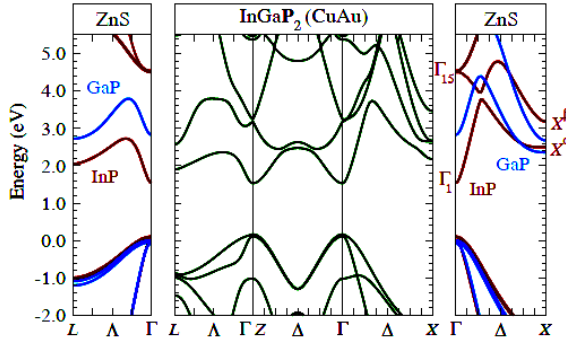 ZnS
InGaP₂ (CuAu)
ZnS
Energy (eV)
5.0
4.0
3.0
2.0
1.0
0.0
-1.0
-2.0
GaP
InP
L Λ Γ
L Λ Γ Z Δ Γ Δ X
Γ₁₅
Γ₁
InP
GaP
Γ Δ X